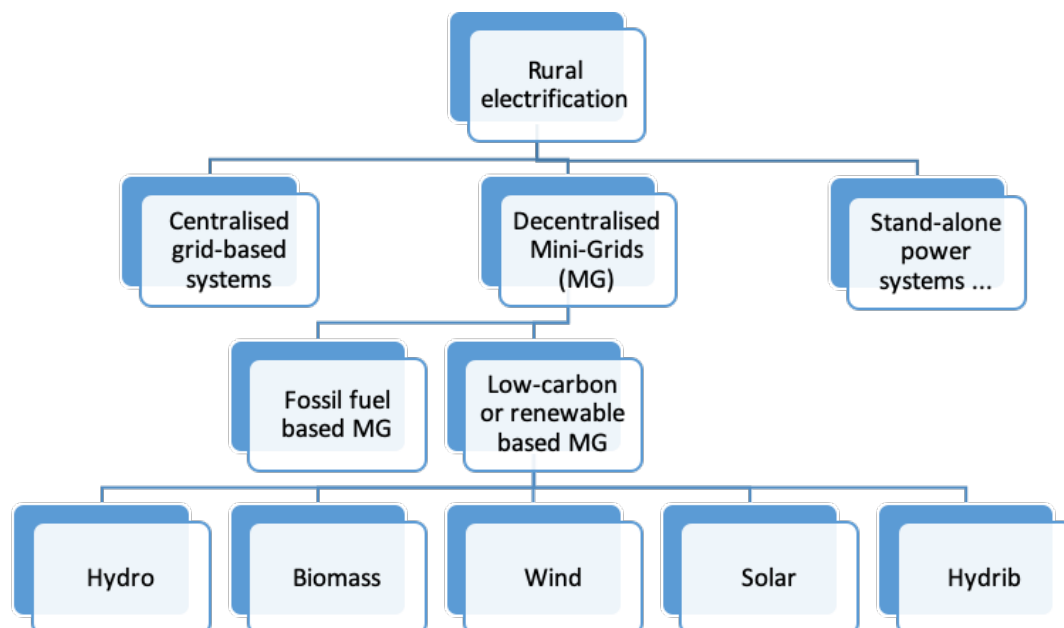 Rural
electrification
Centralised
grid-based
systems
Decentralised
Mini-Grids
(MG)
Stand-alone
power
systems ...
Fossil fuel
based MG
Low-carbon
or renewable
based MG
Hydro
Biomass
Wind
Solar
Hydrib